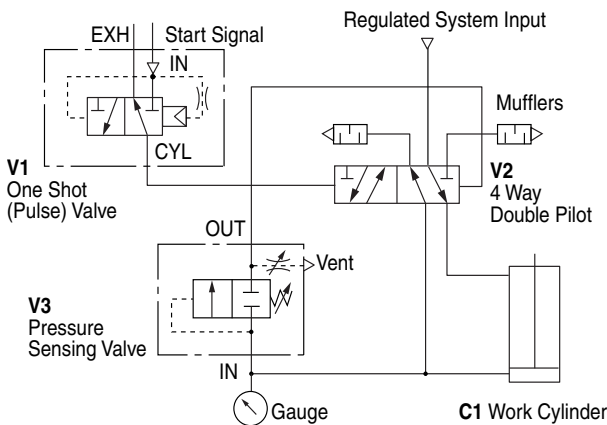 EXH
Start Signal
Regulated System Input
IN
Mufflers
CYL
V1
One Shot
(Pulse) Valve
V2
4 Way
Double Pilot
OUT
Vent
V3
Pressure
Sensing Valve
IN
Gauge
C1 Work Cylinder